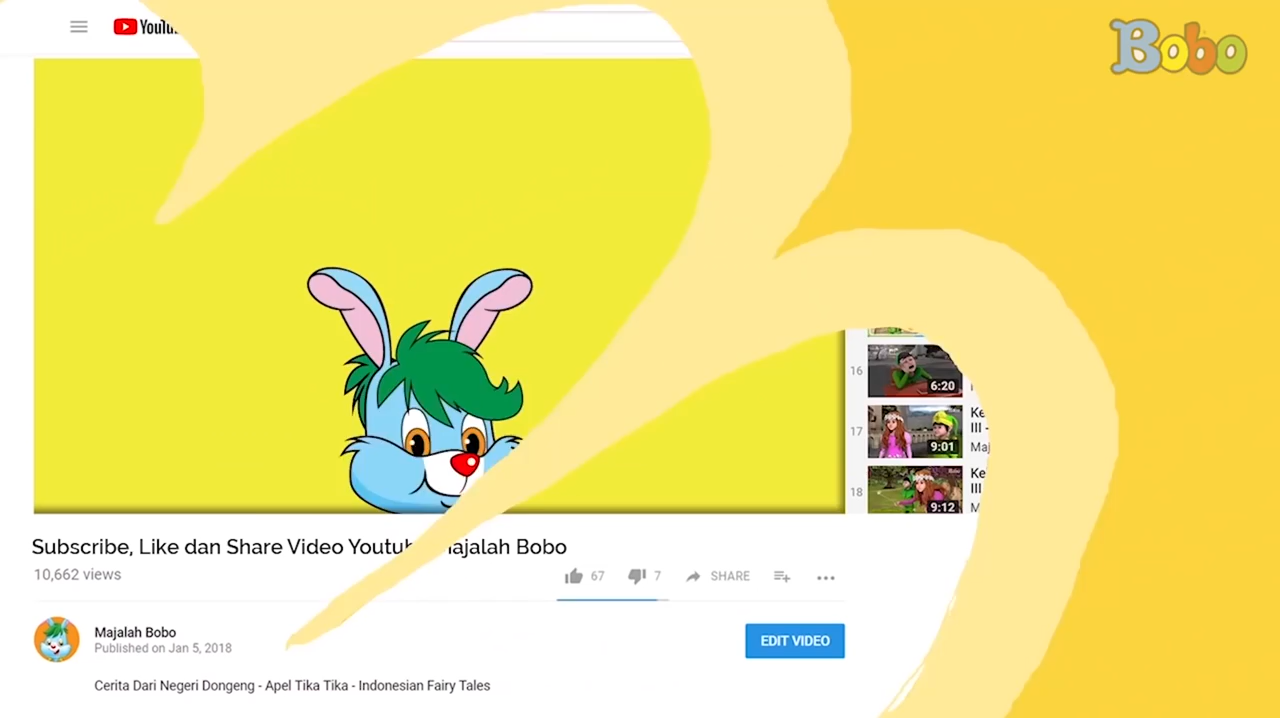 Bobo
6:20
16
Ke
III -
17
9:01
Maj
Ke
III
18
9:12
M
Subscribe, Like dan Share Video Youtub ajalah Bobo
10,662 views
67
7
SHARE
Majalah Bobo
Published on Jan 5, 2018
EDIT VIDEO
Cerita Dari Negeri Dongeng - Apel Tika Tika - Indonesian Fairy Tales